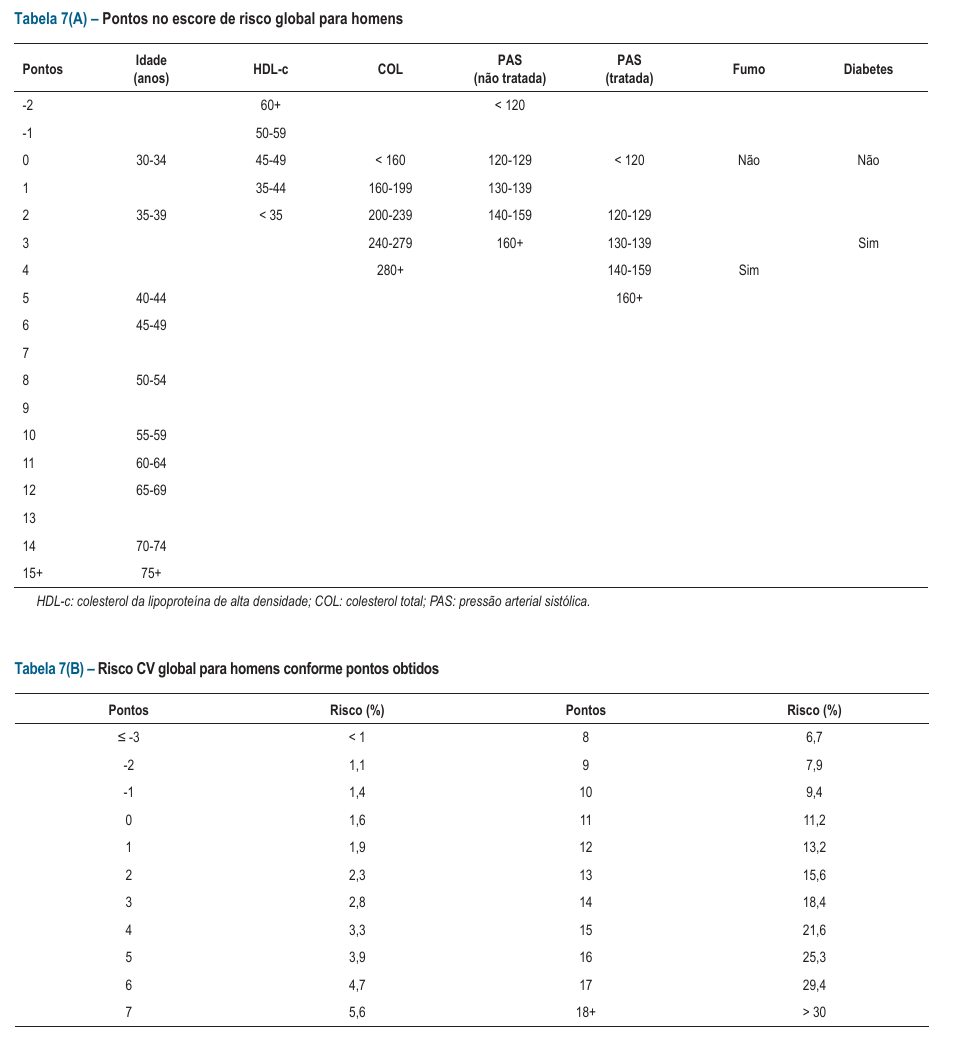 Tabela 7(A) – Pontos no escore de risco global para homens
Pontos Idade (anos) HDL-c COL PAS (não tratada) PAS (tratada) Fumo Diabetes
-2 60+ < 120
-1 50-59
0 30-34 45-49 < 160 120-129 < 120 Não Não
1 35-44 160-199 130-139
2 35-39 < 35 200-239 140-159 120-129
3 240-279 160+ 130-139 Sim
4 280+ 140-159 Sim
5 40-44 160+
6 45-49
7
8 50-54
9
10 55-59
11 60-64
12 65-69
13
14 70-74
15+ 75+
HDL-c: colesterol da lipoproteína de alta densidade; COL: colesterol total; PAS: pressão arterial sistólica.
Tabela 7(B) – Risco CV global para homens conforme pontos obtidos
Pontos Risco (%) Pontos Risco (%)
≤ -3 < 1 8 6,7
-2 1,1 9 7,9
-1 1,4 10 9,4
0 1,6 11 11,2
1 1,9 12 13,2
2 2,3 13 15,6
3 2,8 14 18,4
4 3,3 15 21,6
5 3,9 16 25,3
6 4,7 17 29,4
7 5,6 18+ > 30